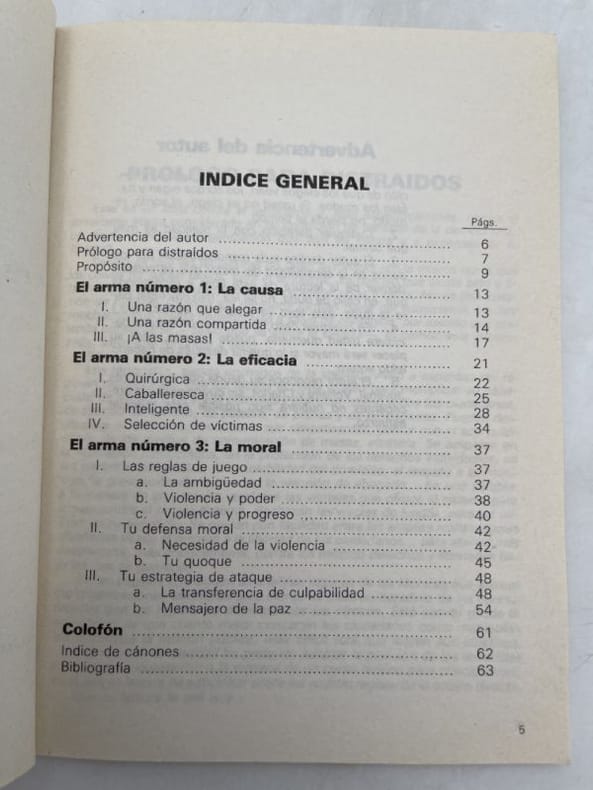 INDICE GENERAL
Págs.
Advertencia del autor ........ 6
Prólogo para distraídos ........ 7
Propósito ........ 9
El arma número 1: La causa ........ 13
I. Una razón que alegar ........ 13
II. Una razón compartida ........ 14
III. ¡A las masas! ........ 17
El arma número 2: La eficacia ........ 21
I. Quirúrgica ........ 22
II. Caballeresca ........ 25
III. Inteligente ........ 28
IV. Selección de víctimas ........ 34
El arma número 3: La moral ........ 37
I. Las reglas de juego ........ 37
a. La ambigüedad ........ 37
b. Violencia y poder ........ 38
c. Violencia y progreso ........ 40
II. Tu defensa moral ........ 42
a. Necesidad de la violencia ........ 42
b. Tu quoque ........ 45
III. Tu estrategia de ataque ........ 48
a. La transferencia de culpabilidad ........ 48
b. Mensajero de la paz ........ 54
Colofón ........ 61
Indice de cánones ........ 62
Bibliografía ........ 63
5